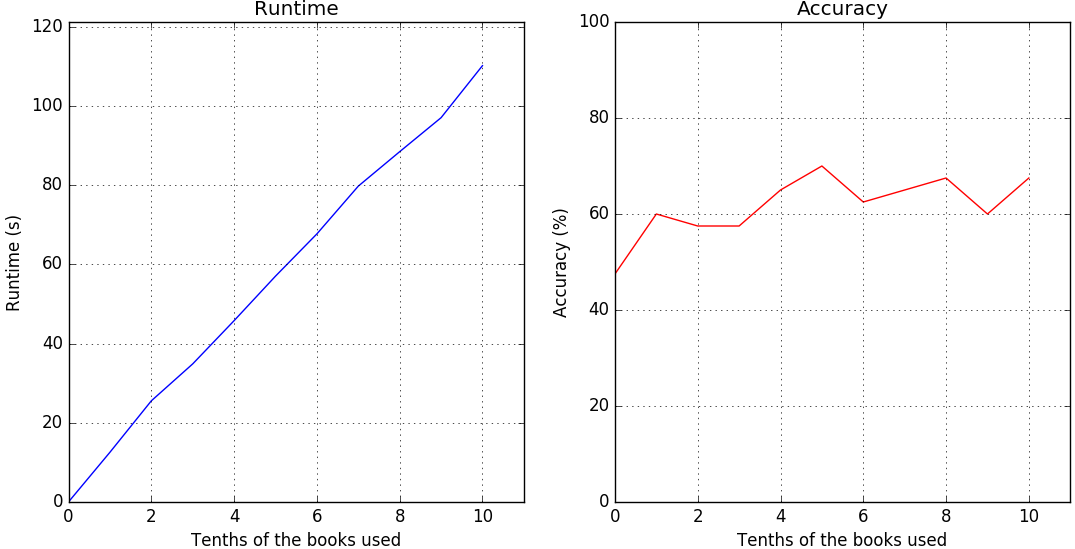 Runtime
120
100
80
60
40
20
0
Runtime (s)
0 2 4 6 8 10
Tenths of the books used
Accuracy
100
80
60
40
20
0
Accuracy (%)
0 2 4 6 8 10
Tenths of the books used